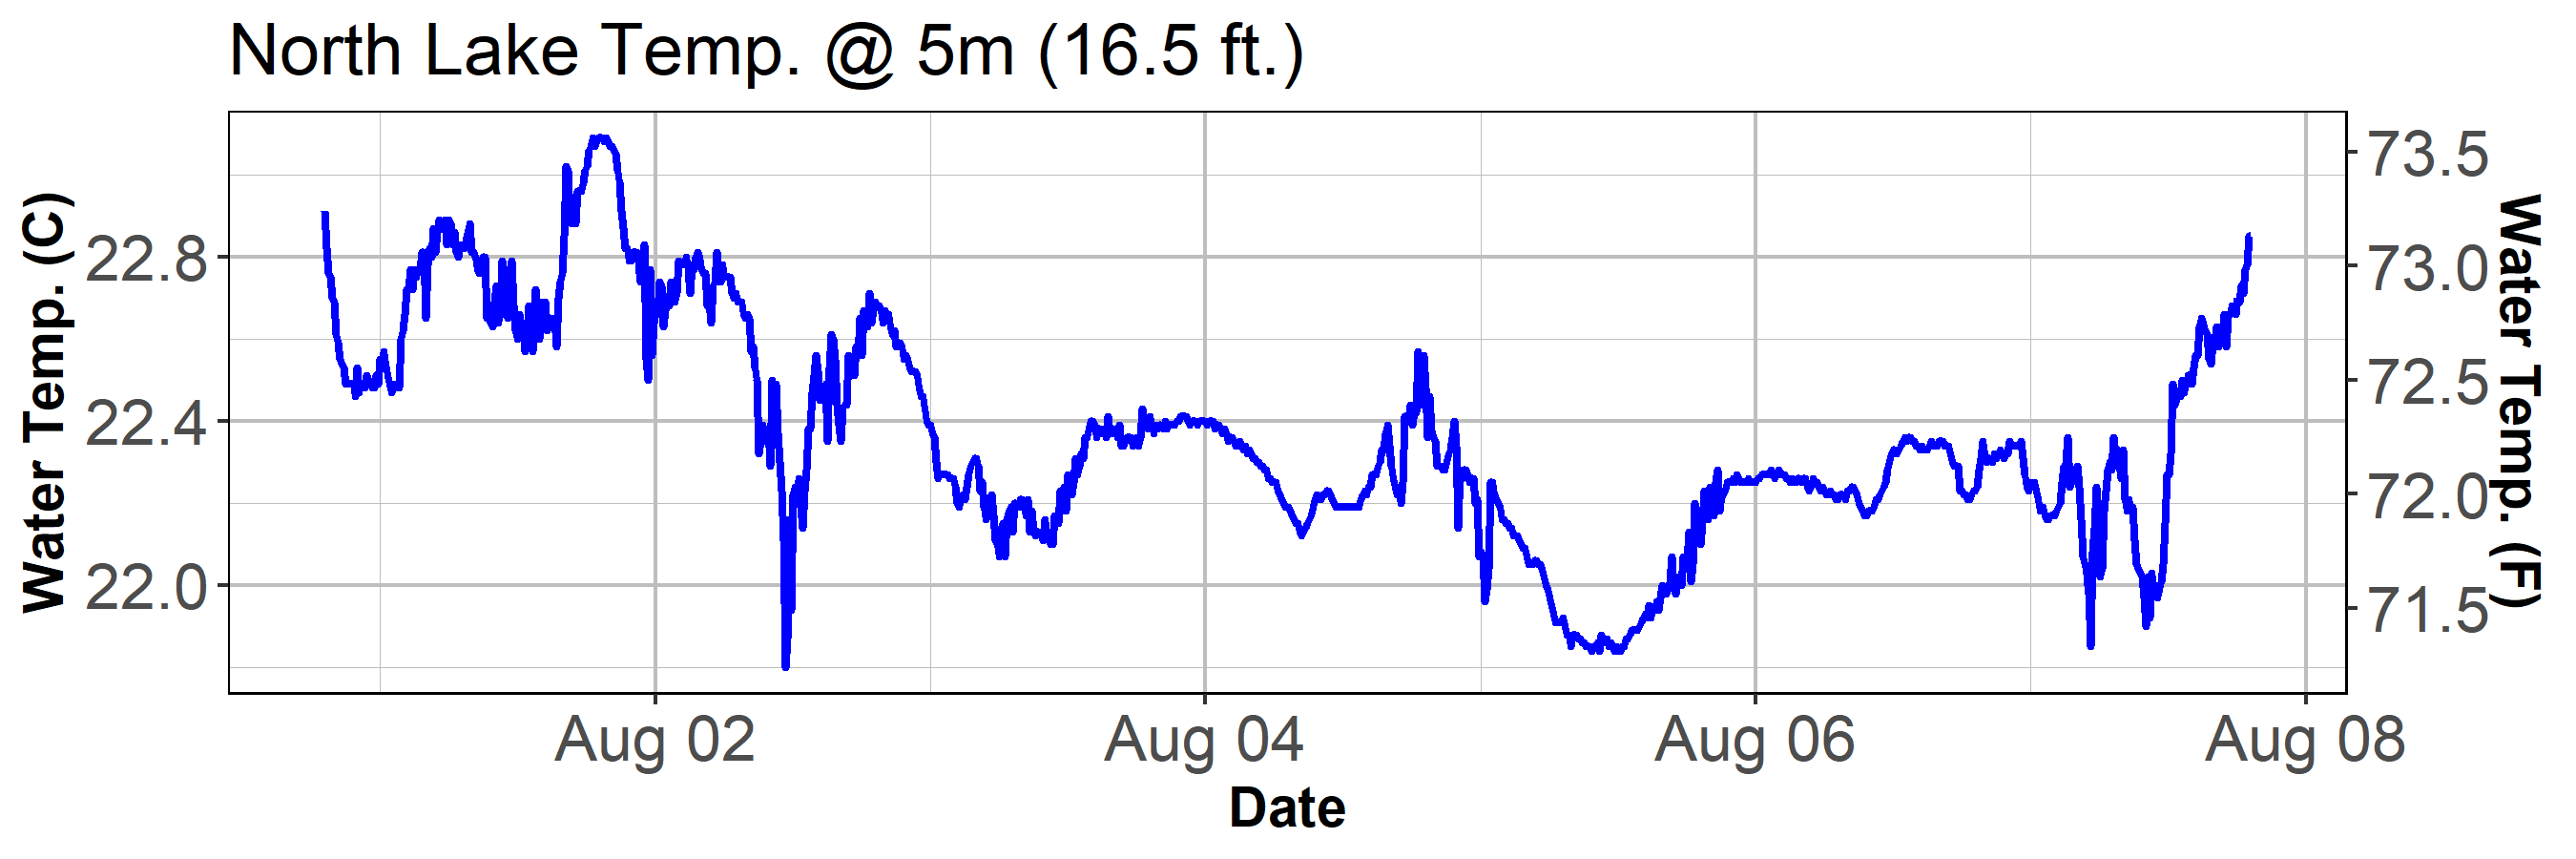 North Lake Temp. @ 5m (16.5 ft.)
Water Temp. (C)
22.8
22.4
22.0
73.5
73.0
72.5
72.0
71.5
Water Temp. (F)
Aug 02 Aug 04 Aug 06 Aug 08
Date